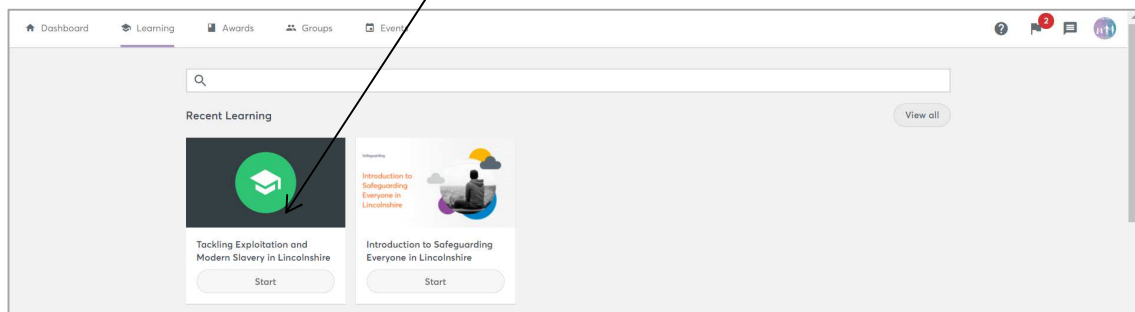 Dashboard
Learning
Awards
Groups
Events
2
Recent Learning
View all
Safeguarding
Introduction to
Safeguarding
Everyone in
Lincolnshire
Tackling Exploitation and
Modern Slavery in Lincolnshire
Start
Introduction to Safeguarding
Everyone in Lincolnshire
Start